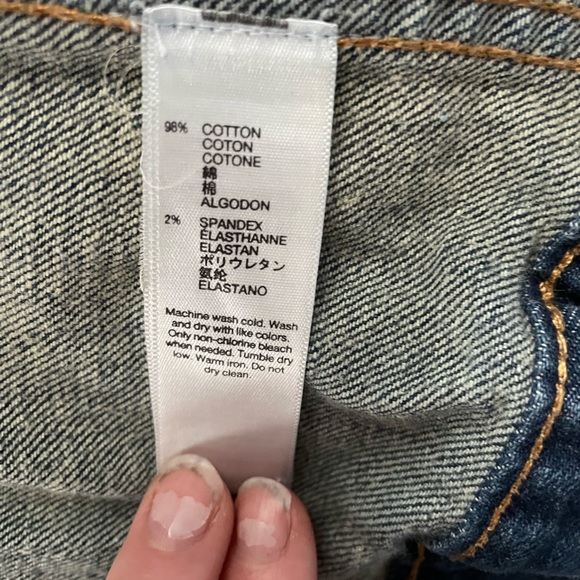 98% COTTON
COTON
COTONE
綿
棉
ALGODON
2% SPANDEX
ÉLASTHANNE
ELASTAN
ポリウレタン
氨纶
ELASTANO
Machine wash cold. Wash
and dry with like colors.
Only non-chlorine bleach
when needed. Tumble dry
low. Warm iron. Do not
dry clean.